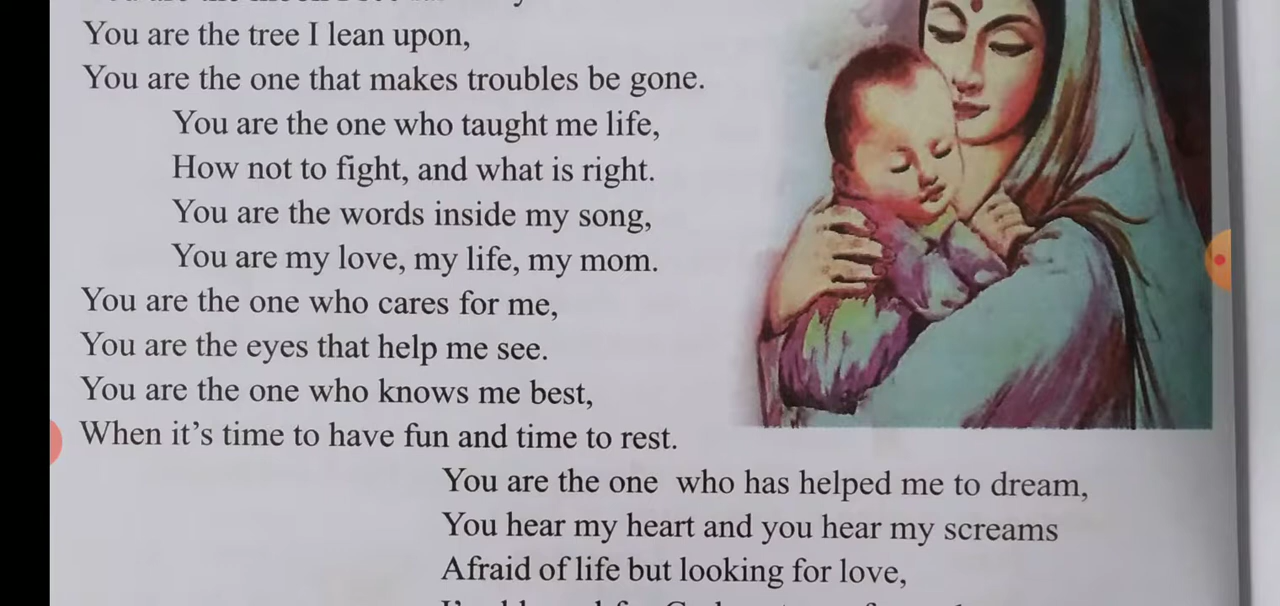 You are the tree I lean upon,
You are the one that makes troubles be gone.
You are the one who taught me life,
How not to fight, and what is right.
You are the words inside my song,
You are my love, my life, my mom.
You are the one who cares for me,
You are the eyes that help me see.
You are the one who knows me best,
When it’s time to have fun and time to rest.
You are the one who has helped me to dream,
You hear my heart and you hear my screams
Afraid of life but looking for love,